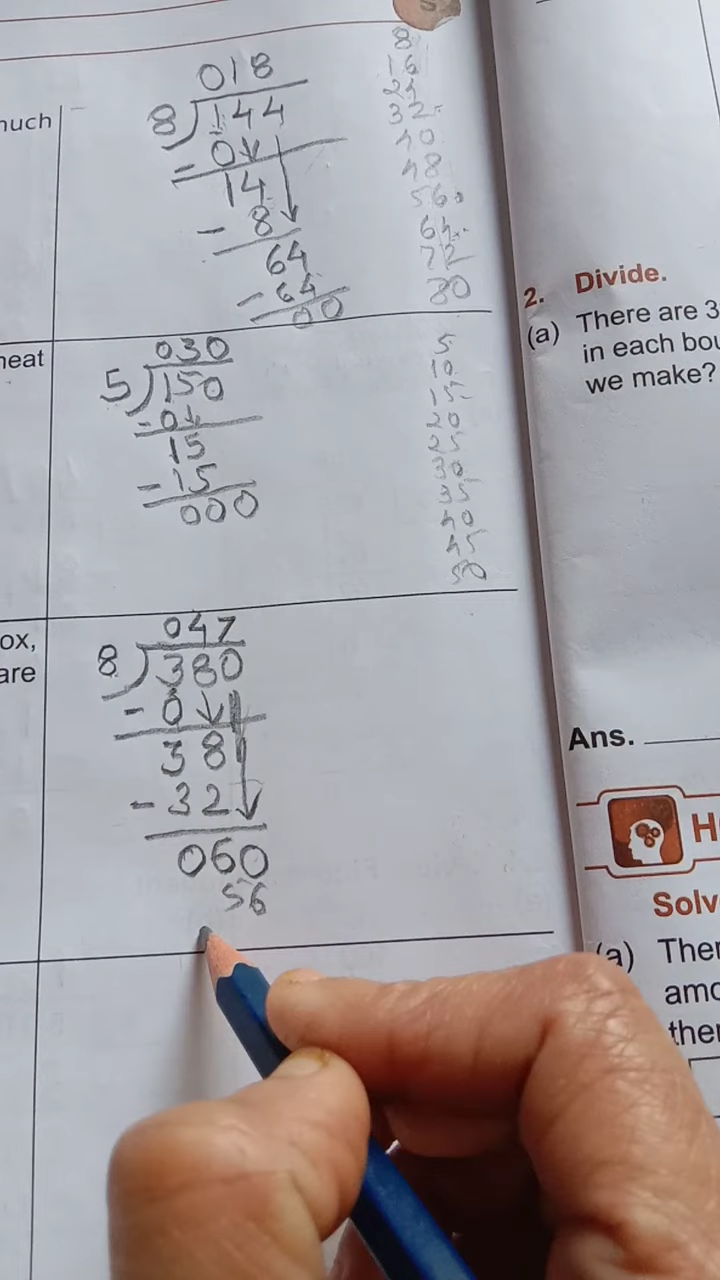 much
018
8)144
- 0
14
- 8
64
- 64
00
8
16
24
32
40
48
56
64
72
80
heat
030
5)150
-0
15
-15
000
5
10
15
20
25
30
35
40
45
50
ox,
are
047
8)380
- 0
38
- 32
060
56
2. Divide.
(a) There are 3
in each bou
we make?
Ans.
H
Solv
(a) Ther
amo
the